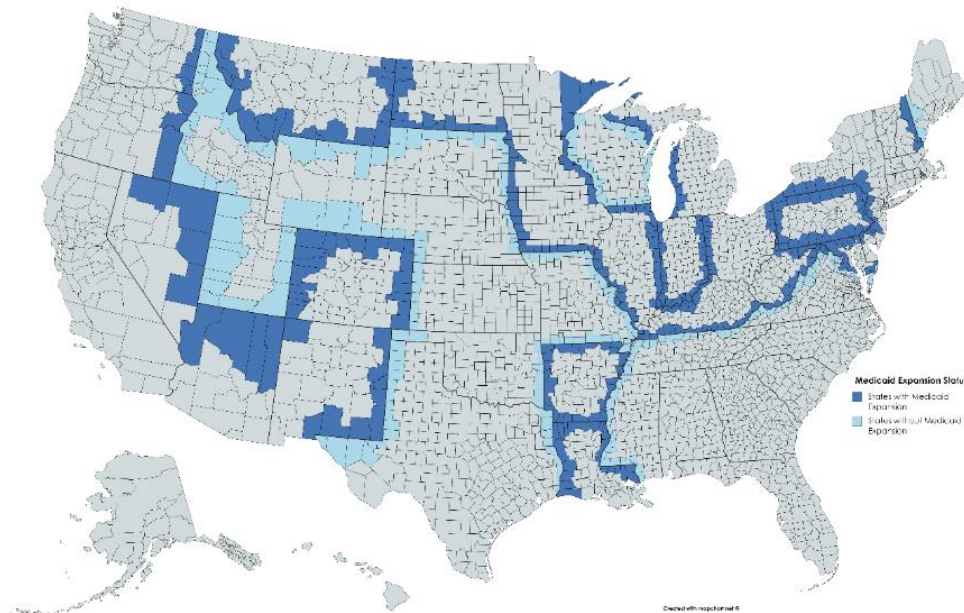 Medicaid Expansion Statu
States with Medicaid
Expansion
States without Medicaid
Expansion
Created with mapchart.net ®